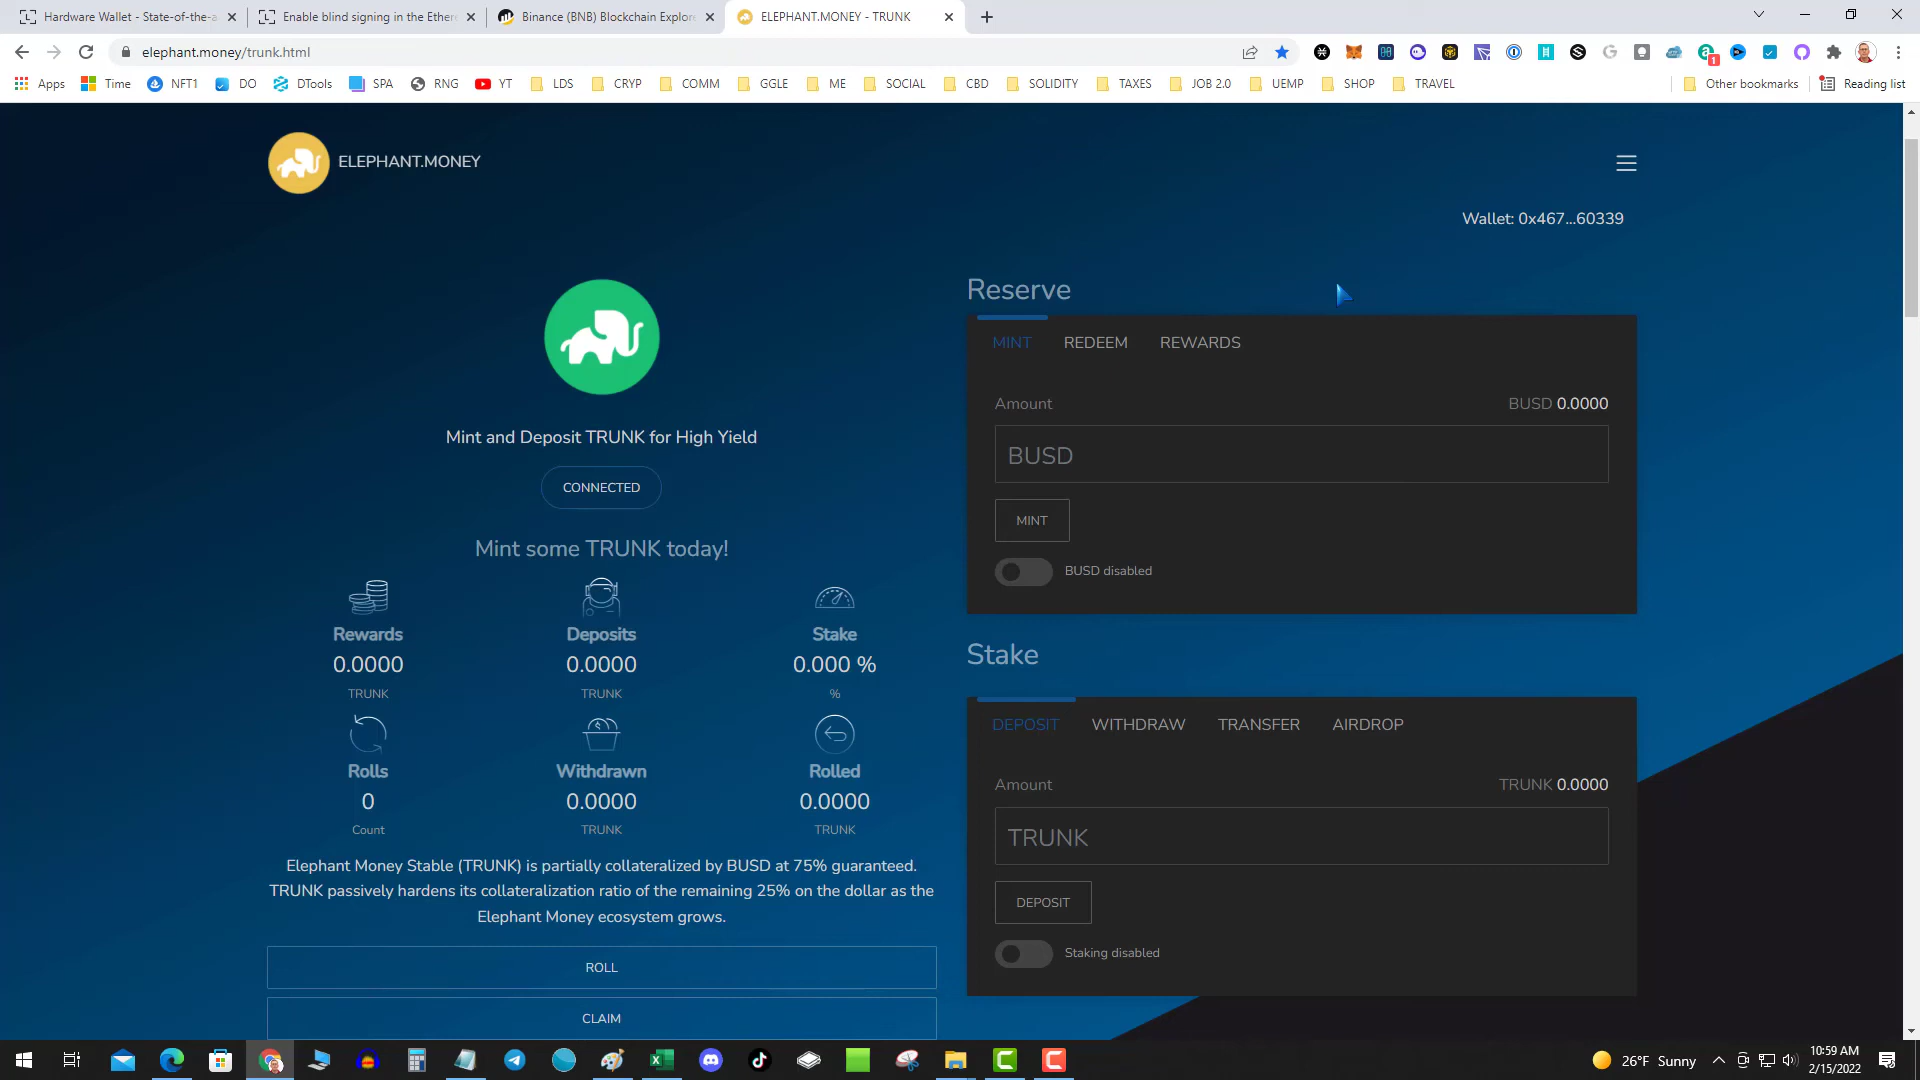 Hardware Wallet - State-of-the-a
Enable blind signing in the Ethere
Binance (BNB) Blockchain Explore
ELEPHANT.MONEY - TRUNK
elephant.money/trunk.html
1
Apps
Time
NFT1
DO
DTools
SPA
RNG
YT
LDS
CRYP
COMM
GGLE
ME
SOCIAL
CBD
SOLIDITY
TAXES
JOB 2.0
UEMP
SHOP
TRAVEL
Other bookmarks
Reading list
ELEPHANT.MONEY
Wallet: 0x467...60339
Mint and Deposit TRUNK for High Yield
CONNECTED
Mint some TRUNK today!
Rewards
0.0000
TRUNK
Deposits
0.0000
TRUNK
Stake
0.000 %
%
Rolls
0
Count
Withdrawn
0.0000
TRUNK
Rolled
0.0000
TRUNK
Elephant Money Stable (TRUNK) is partially collateralized by BUSD at 75% guaranteed.
TRUNK passively hardens its collateralization ratio of the remaining 25% on the dollar as the
Elephant Money ecosystem grows.
ROLL
CLAIM
Reserve
MINT REDEEM REWARDS
Amount BUSD 0.0000
BUSD
MINT
BUSD disabled
Stake
DEPOSIT WITHDRAW TRANSFER AIRDROP
Amount TRUNK 0.0000
TRUNK
DEPOSIT
Staking disabled
26°F Sunny
10:59 AM
2/15/2022